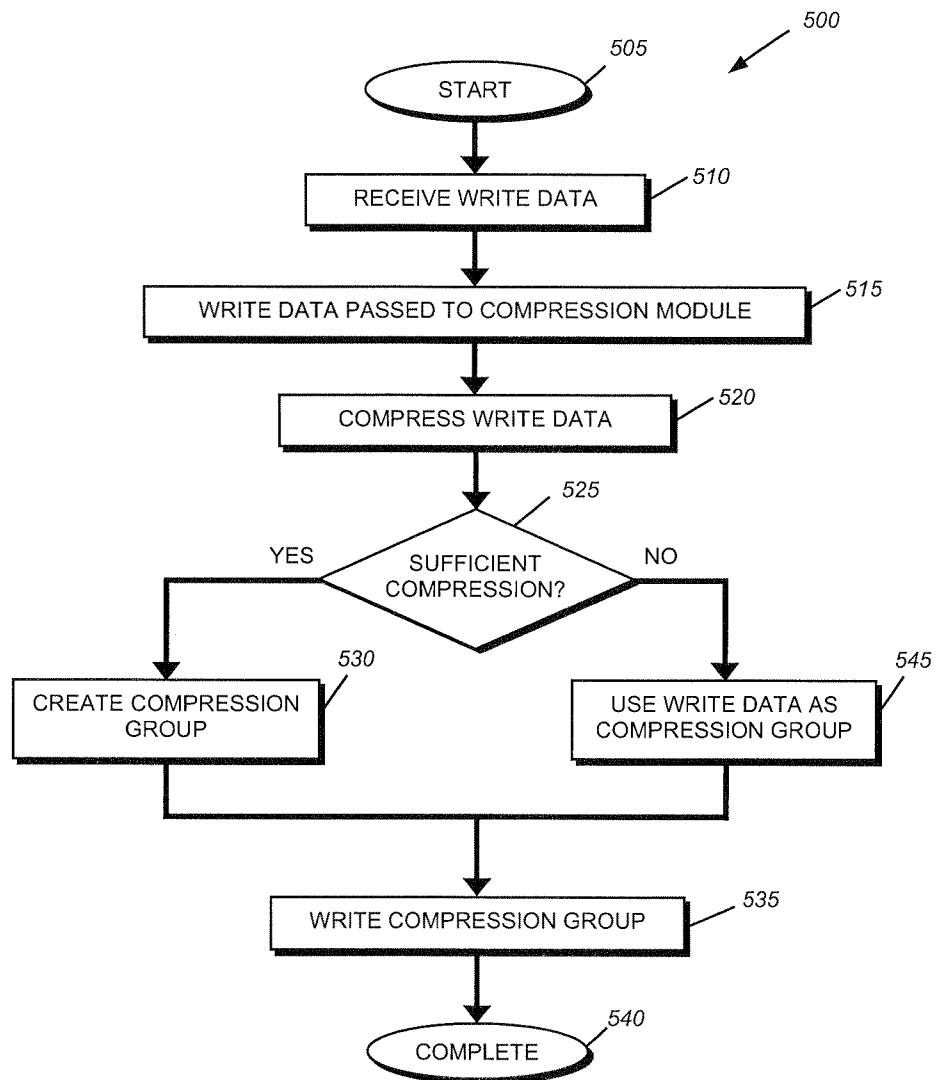 500
505
START
510
RECEIVE WRITE DATA
515
WRITE DATA PASSED TO COMPRESSION MODULE
520
COMPRESS WRITE DATA
525
YES
SUFFICIENT
COMPRESSION?
NO
530
CREATE COMPRESSION
GROUP
545
USE WRITE DATA AS
COMPRESSION GROUP
535
WRITE COMPRESSION GROUP
540
COMPLETE